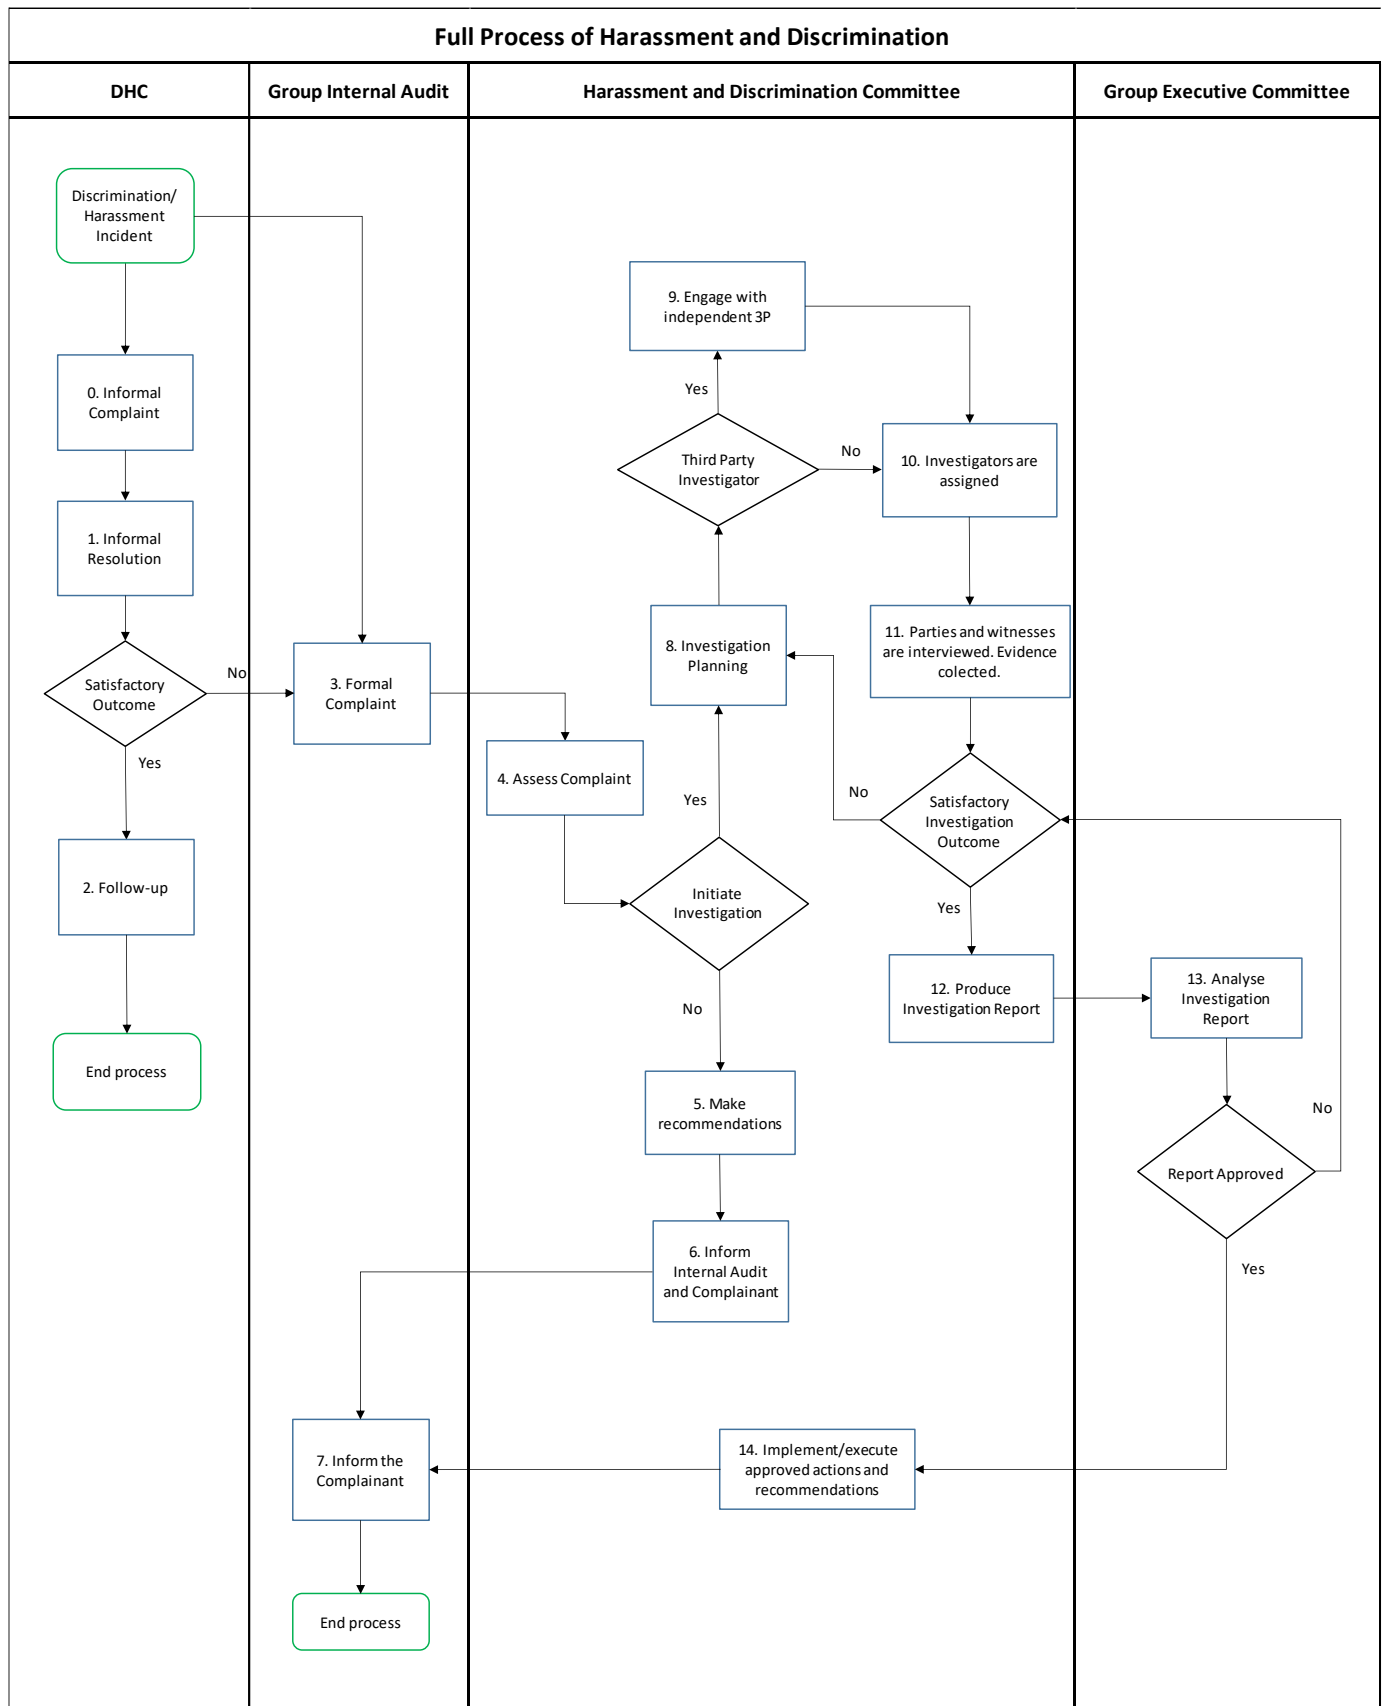 Full Process of Harassment and Discrimination
DHC
Group Internal Audit
Harassment and Discrimination Committee
Group Executive Committee
Discrimination/
Harassment
Incident
0. Informal
Complaint
1. Informal
Resolution
Satisfactory
Outcome
No
Yes
2. Follow-up
End process
3. Formal
Complaint
4. Assess Complaint
Initiate
Investigation
Yes
No
5. Make
recommendations
6. Inform
Internal Audit
and Complainant
7. Inform the
Complainant
End process
8. Investigation
Planning
Third Party
Investigator
Yes
No
9. Engage with
independent 3P
10. Investigators are
assigned
11. Parties and witnesses
are interviewed. Evidence
colected.
Satisfactory
Investigation
Outcome
No
Yes
12. Produce
Investigation Report
13. Analyse
Investigation
Report
Report Approved
No
Yes
14. Implement/execute
approved actions and
recommendations